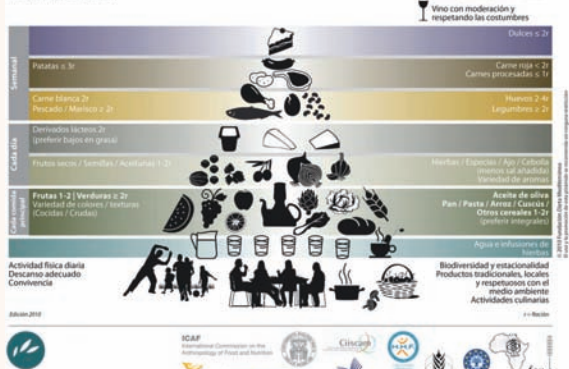 Vino con moderación y
respetando las costumbres
Semanal
Dulces ≤ 2r
Patatas ≤ 3r
Carne roja < 2r
Carnes procesadas ≤ 1r
Carne blanca 2r
Pescado / Marisco ≥ 2r
Huevos 2-4r
Legumbres ≥ 2r
Cada día
Derivados lácteos 2r
(preferir bajos en grasa)
Frutos secos / Semillas / Aceitunas 1-2r
Hierbas / Especias / Ajo / Cebolla
(menos sal añadida)
Variedad de aromas
Cada comida
principal
Frutas 1-2 | Verduras ≥ 2r
Variedad de colores / texturas
(Cocidas / Crudas)
Aceite de oliva
Pan / Pasta / Arroz / Cuscús /
Otros cereales 1-2r
(preferir integrales)
Agua e infusiones de
hierbas
Actividad física diaria
Descanso adecuado
Convivencia
Biodiversidad y estacionalidad
Productos tradicionales, locales
y respetuosos con el
medio ambiente
Actividades culinarias
Edición 2010
r = Ración
© 2010 Fundación Dieta Mediterránea
ICAF
International Commission on the
Anthropology of Food and Nutrition
Ciiscam